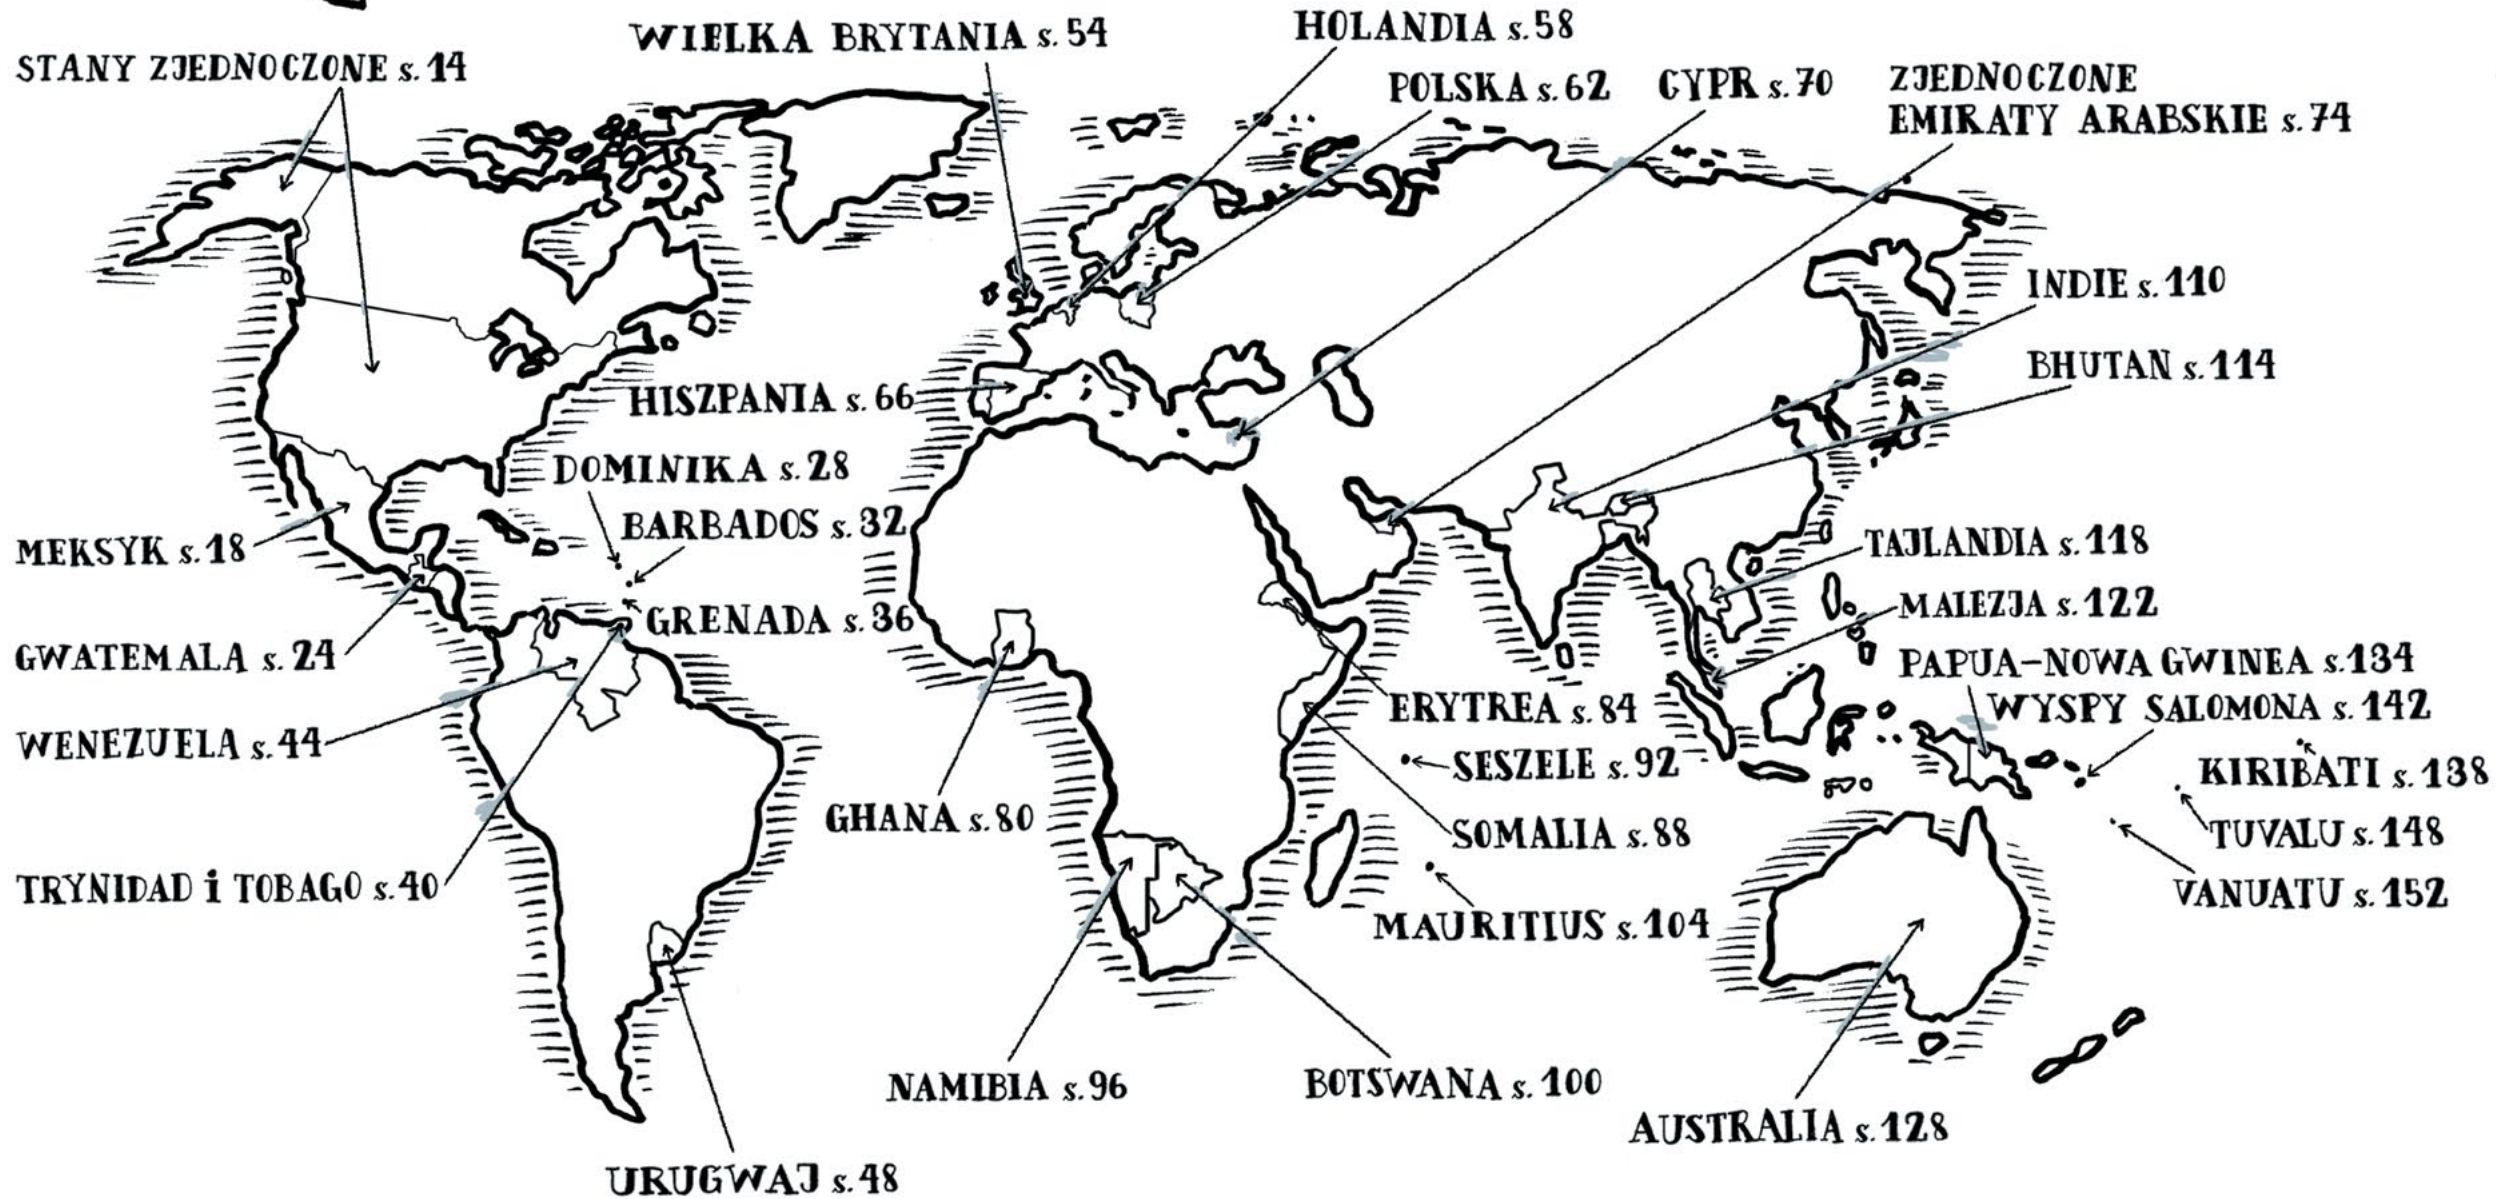 WIELKA BRYTANIA s. 54
HOLANDIA s. 58
STANY ZJEDNOCZONE s. 14
POLSKA s. 62
CYPR s. 70
ZJEDNOCZONE
EMIRATY ARABSKIE s. 74
INDIE s. 110
BHUTAN s. 114
HISZPANIA s. 66
DOMINIKA s. 28
BARBADOS s. 32
MEKSYK s. 18
TAJLANDIA s. 118
MALEZJA s. 122
GRENADA s. 36
GWATEMALA s. 24
PAPUA-NOWA GWINEA s. 134
ERYTREA s. 84
WYSPY SALOMONA s. 142
WENEZUELA s. 44
SESZELE s. 92
KIRIBATI s. 138
GHANA s. 80
SOMALIA s. 88
TUVALU s. 148
TRYNIDAD i TOBAGO s. 40
VANUATU s. 152
MAURITIUS s. 104
NAMIBIA s. 96
BOTSWANA s. 100
AUSTRALIA s. 128
URUGWAJ s. 48